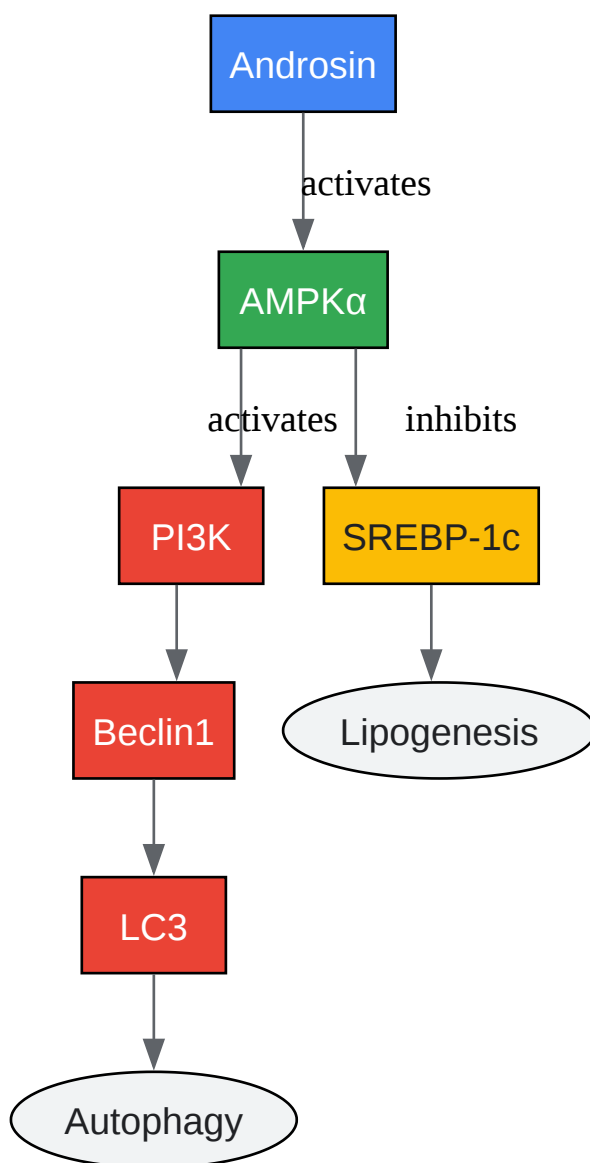 Androsin
activates
AMPKα
activates
inhibits
PI3K
SREBP-1c
Beclin1
Lipogenesis
LC3
Autophagy